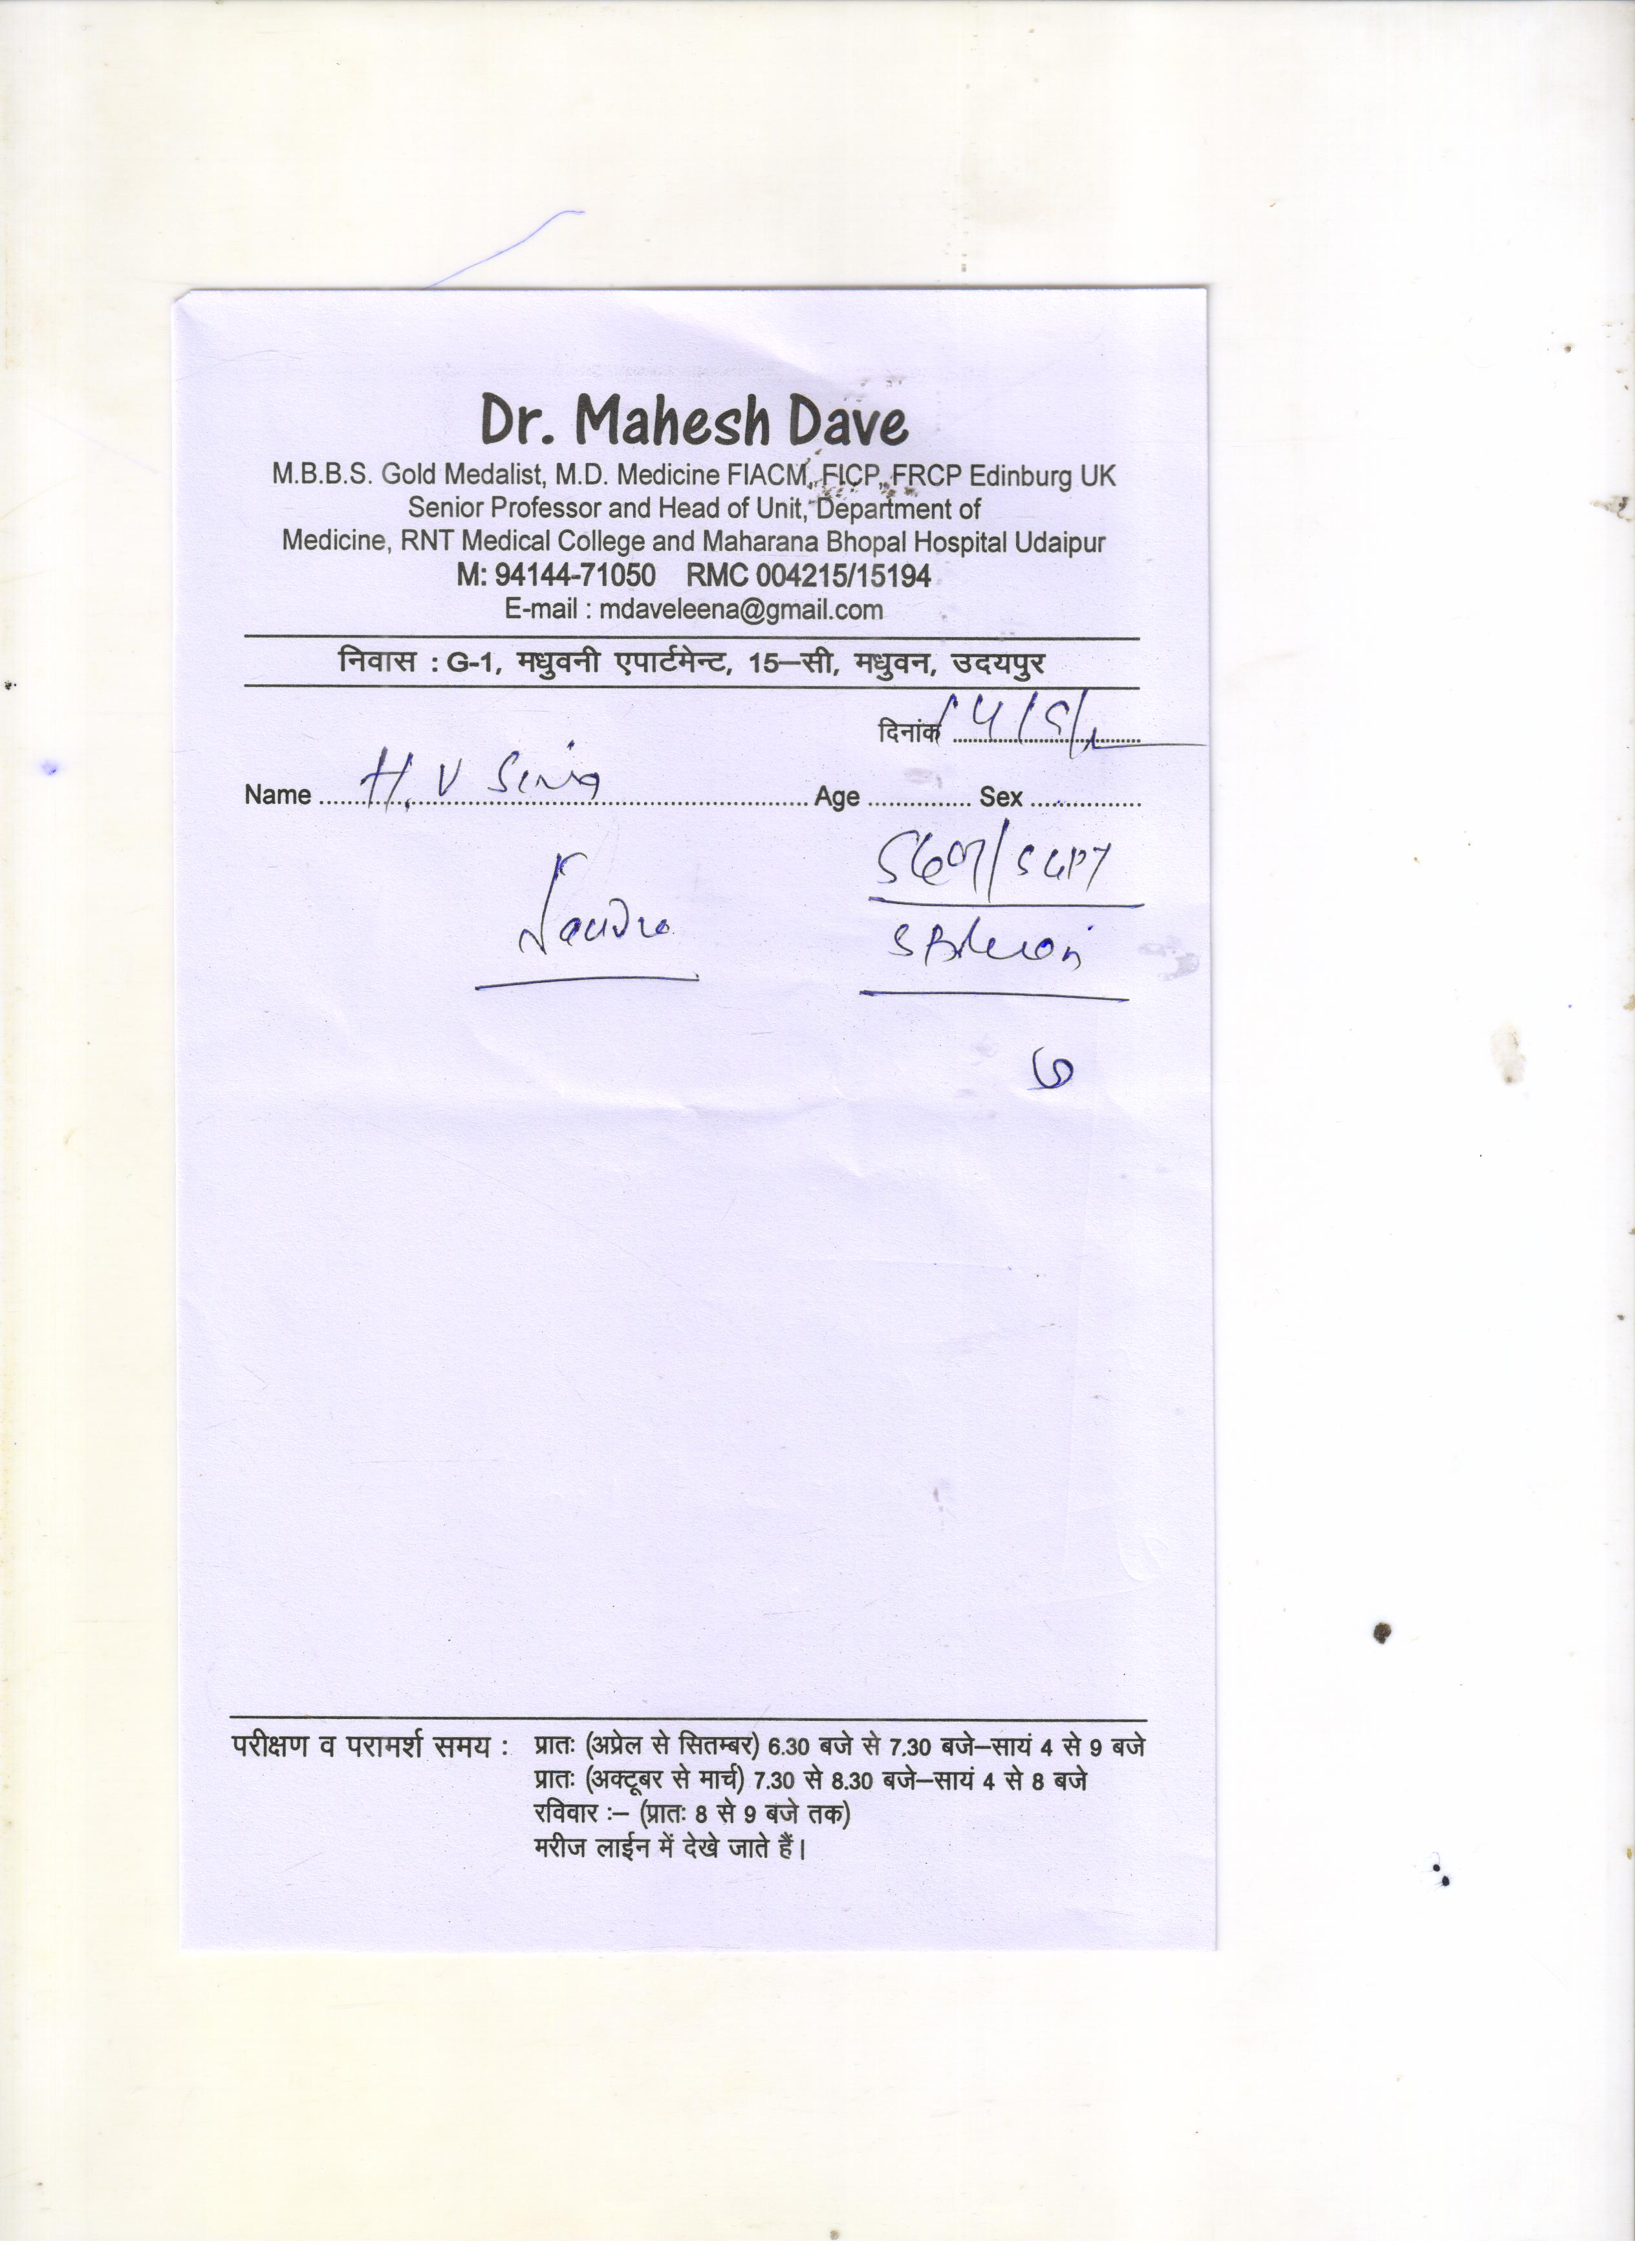 Dr. Mahesh Dave
M.B.B.S. Gold Medalist, M.D. Medicine FIACM, FICP, FRCP Edinburg UK
Senior Professor and Head of Unit, Department of
Medicine, RNT Medical College and Maharana Bhopal Hospital Udaipur
M: 94144-71050 RMC 004215/15194
E-mail : mdaveleena@gmail.com
निवास : G-1, मधुवनी एपार्टमेन्ट, 15–सी, मधुवन, उदयपुर
दिनांक
Name H. V Age Sex
SGOT/SGPT
परीक्षण व परामर्श समय : प्रातः (अप्रेल से सितम्बर) 6.30 बजे से 7.30 बजे–सायं 4 से 9 बजे
प्रातः (अक्टूबर से मार्च) 7.30 से 8.30 बजे–सायं 4 से 8 बजे
रविवार :– (प्रातः 8 से 9 बजे तक)
मरीज लाईन में देखे जाते हैं।